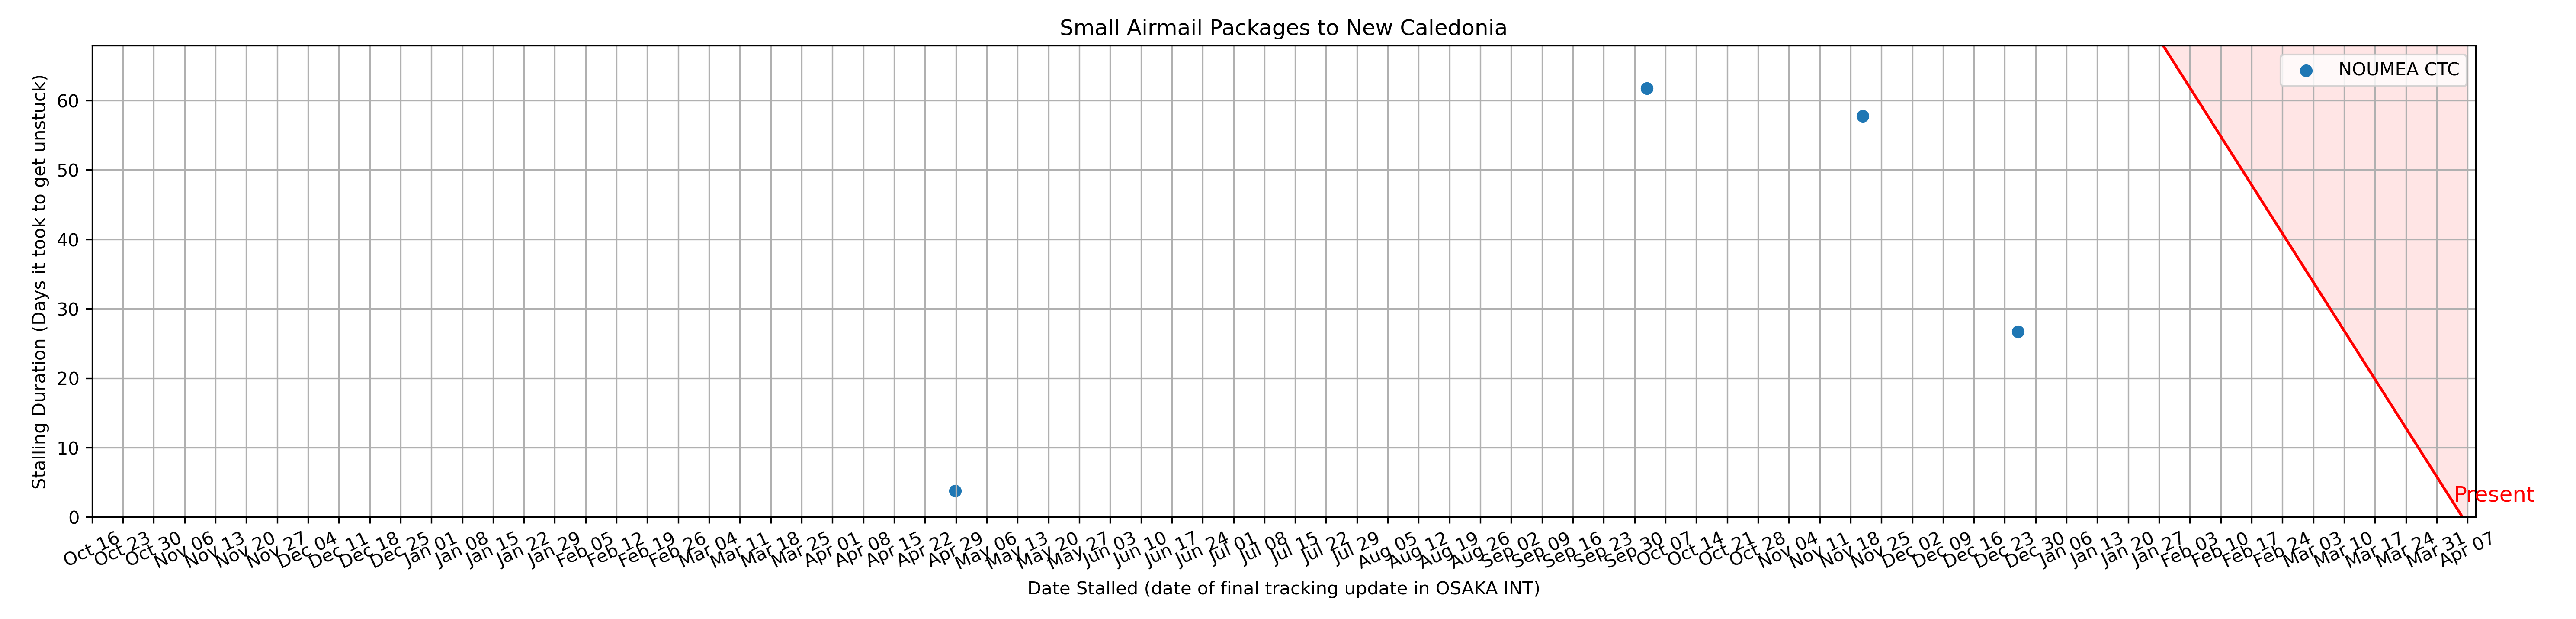 Small Airmail Packages to New Caledonia
NOUMEA CTC
Stalling Duration (Days it took to get unstuck)
60
50
40
30
20
10
0
Present
Oct 16
Oct 23
Oct 30
Nov 06
Nov 13
Nov 20
Nov 27
Dec 04
Dec 11
Dec 18
Dec 25
Jan 01
Jan 08
Jan 15
Jan 22
Jan 29
Feb 05
Feb 12
Feb 19
Feb 26
Mar 04
Mar 11
Mar 18
Mar 25
Apr 01
Apr 08
Apr 15
Apr 22
Apr 29
May 06
May 13
May 20
May 27
Jun 03
Jun 10
Jun 17
Jun 24
Jul 01
Jul 08
Jul 15
Jul 22
Jul 29
Aug 05
Aug 12
Aug 19
Aug 26
Sep 02
Sep 09
Sep 16
Sep 23
Sep 30
Oct 07
Oct 14
Oct 21
Oct 28
Nov 04
Nov 11
Nov 18
Nov 25
Dec 02
Dec 09
Dec 16
Dec 23
Dec 30
Jan 06
Jan 13
Jan 20
Jan 27
Feb 03
Feb 10
Feb 17
Feb 24
Mar 03
Mar 10
Mar 17
Mar 24
Mar 31
Apr 07
Date Stalled (date of final tracking update in OSAKA INT)